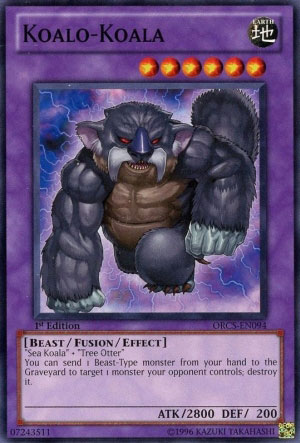 KOALO-KOALA
EARTH
地
1st Edition
ORCS-EN094
[BEAST / FUSION / EFFECT]
"Sea Koala" + "Tree Otter"
You can send 1 Beast-Type monster from your hand to the
Graveyard to target 1 monster your opponent controls; destroy
it.
ATK/2800 DEF/ 200
07243511
©1996 KAZUKI TAKAHASHI